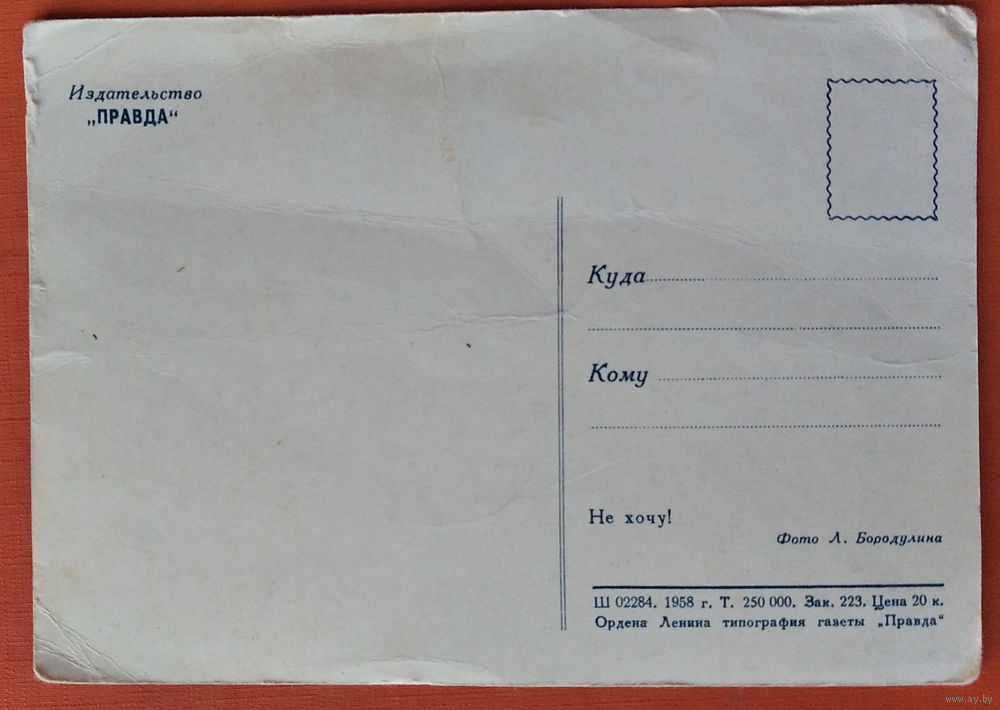 Издательство
„ПРАВДА“
Куда
Кому
Не хочу!
Фото Л. Бородулина
Ш 02284. 1958 г. Т. 250 000. Зак. 223. Цена 20 к.
Ордена Ленина типография газеты „Правда“
www.ay.by